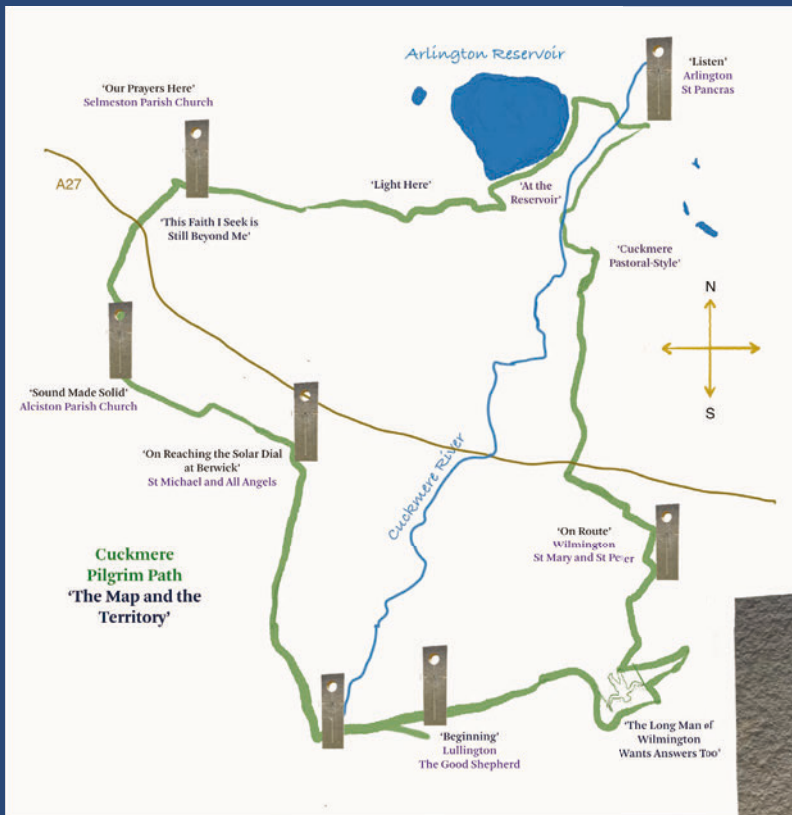 Arlington Reservoir
'Listen'
Arlington
St Pancras
'Our Prayers Here'
Selmeston Parish Church
A27
'Light Here'
'At the
Reservoir'
'This Faith I Seek is
Still Beyond Me'
'Cuckmere
Pastoral-Style'
N
S
'Sound Made Solid'
Alciston Parish Church
'On Reaching the Solar Dial
at Berwick'
St Michael and All Angels
Cuckmere River
'On Route'
Wilmington
St Mary and St Peter
Cuckmere
Pilgrim Path
'The Map and the
Territory'
'Beginning'
Lullington
The Good Shepherd
'The Long Man of
Wilmington
Wants Answers Too'